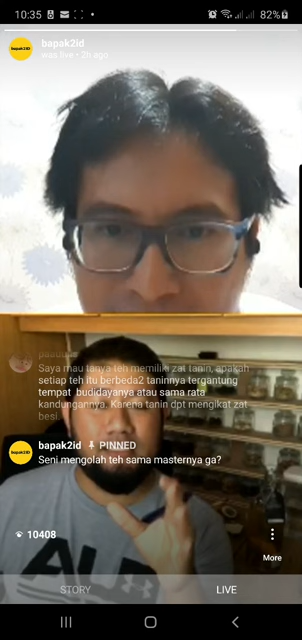 10:35
82%
bapak2ID
bapak2id
was live • 2h ago
Saya mau tanya teh memiliki zat tanin, apakah
setiap teh itu berbeda2 taninnya tergantung
tempat budidayanya atau sama rata
kandungannya. Karena tanin dpt mengikat zat
besi
bapak2ID
bapak2id PINNED
Seni mengolah teh sama masternya ga?
10408
More
STORY
LIVE